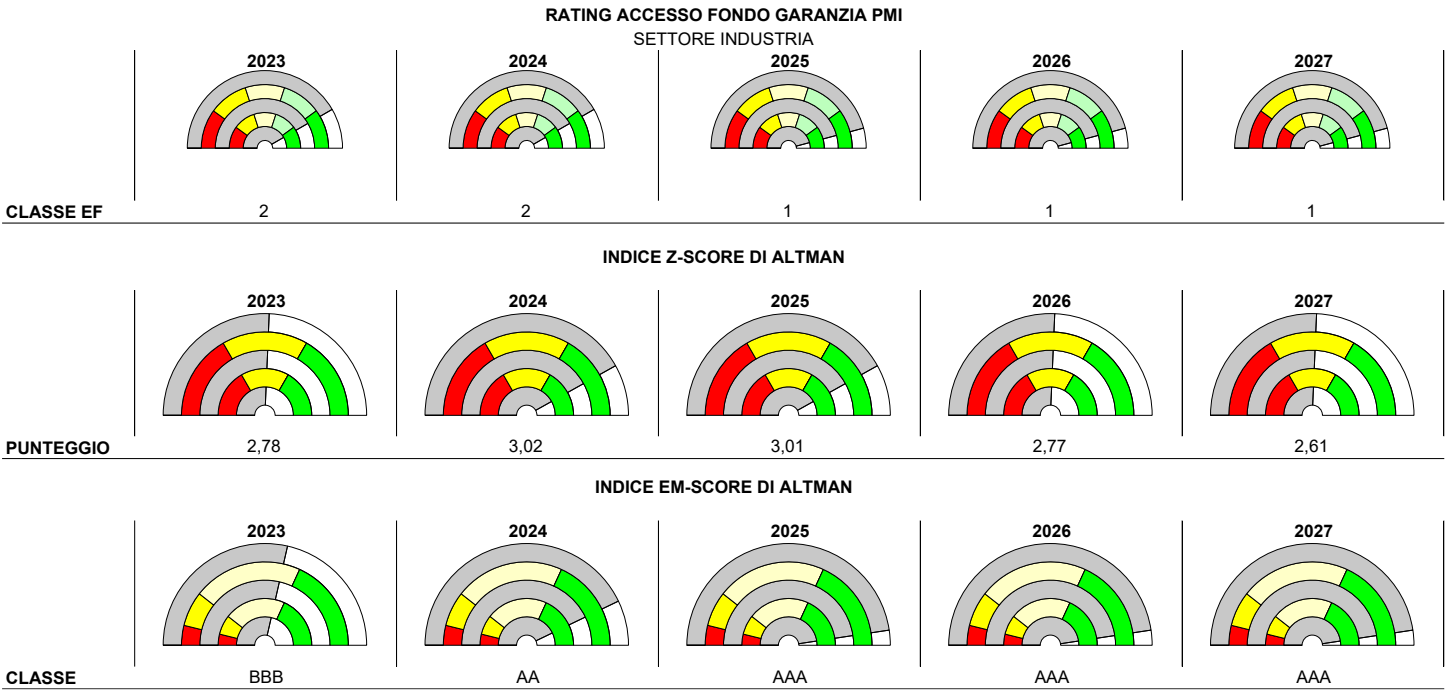 RATING ACCESSO FONDO GARANZIA PMI
SETTORE INDUSTRIA
2023 2024 2025 2026 2027
CLASSE EF 2 2 1 1 1
INDICE Z-SCORE DI ALTMAN
2023 2024 2025 2026 2027
PUNTEGGIO 2,78 3,02 3,01 2,77 2,61
INDICE EM-SCORE DI ALTMAN
2023 2024 2025 2026 2027
CLASSE BBB AA AAA AAA AAA